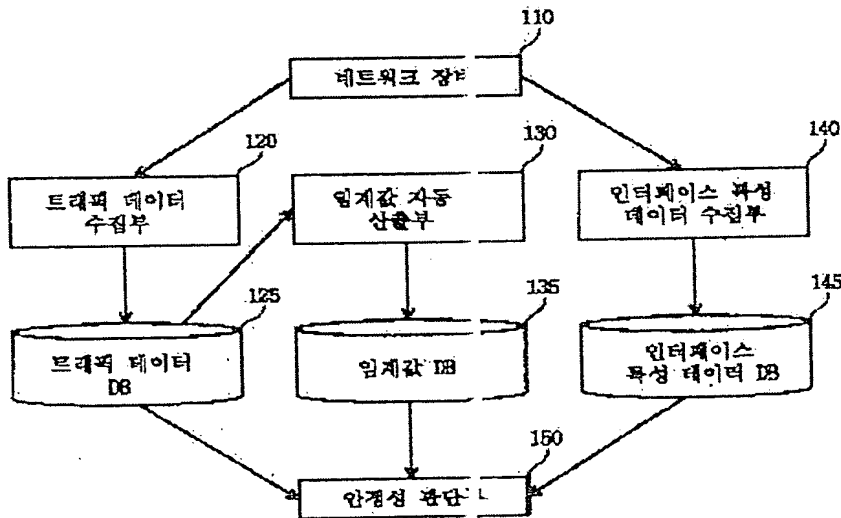 110
네트워크 장비
120
130
140
트래픽 데이터
수집부
임계값 자동
산출부
인터페이스 특성
데이터 수집부
125
135
145
트래픽 데이터
DB
임계값 DB
인터페이스
특성 데이터 DB
150
안정성 판단부